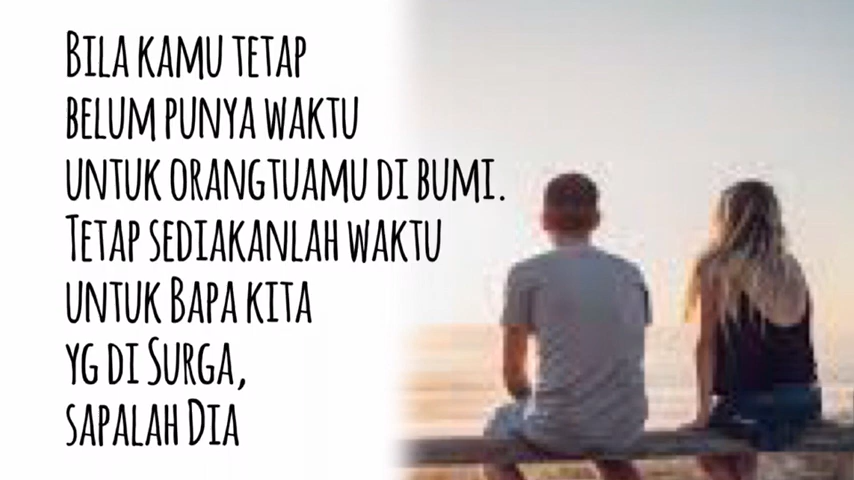 Bila kamu tetap
belum punya waktu
untuk orangtuamu di bumi.
Tetap sediakanlah waktu
untuk Bapa kita
yg di Surga,
sapalah Dia